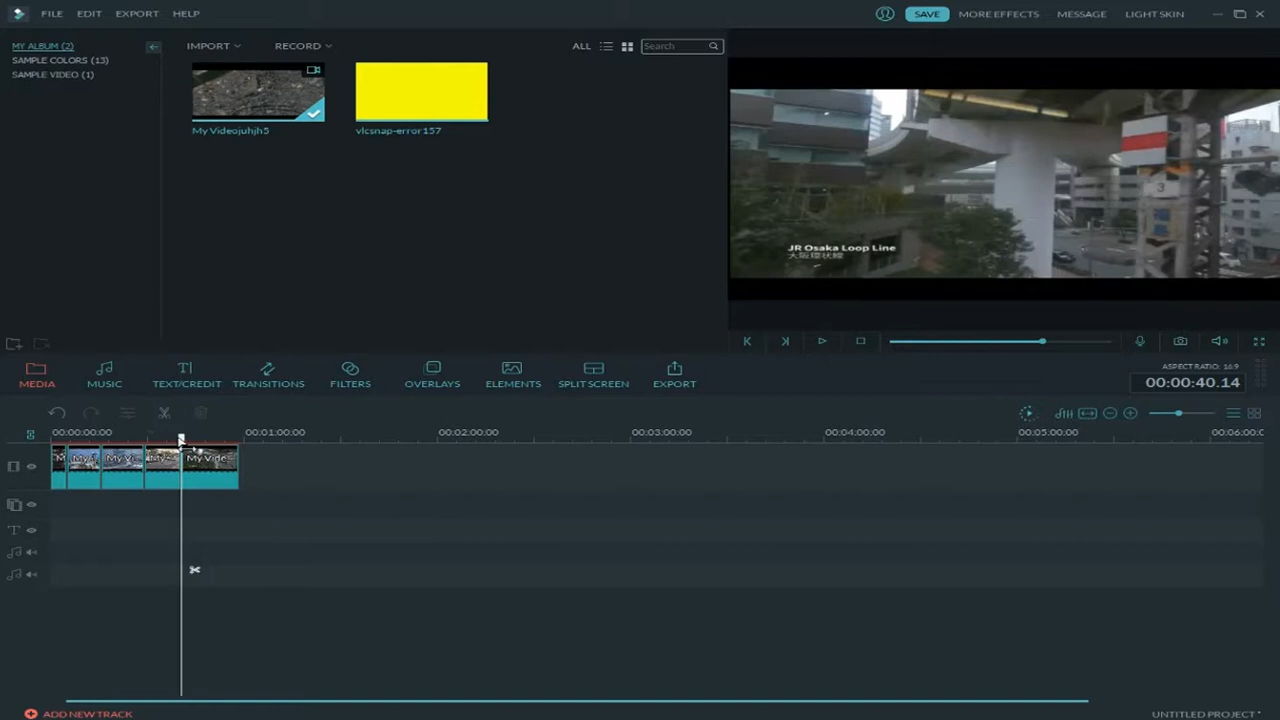 FILE EDIT EXPORT HELP SAVE MORE EFFECTS MESSAGE LIGHT SKIN
MY ALBUM (2) IMPORT RECORD ALL Search
SAMPLE COLORS (13)
SAMPLE VIDEO (1)
My Videojuhjh5 vlcsnap-error157
3
JR Osaka Loop Line
大阪環状線
MEDIA MUSIC TEXT/CREDIT TRANSITIONS FILTERS OVERLAYS ELEMENTS SPLIT SCREEN EXPORT
ASPECT RATIO: 16:9
00:00:40.14
00:00:00:00 00:01:00:00 00:02:00:00 00:03:00:00 00:04:00:00 00:05:00:00 00:06:00:0
My Vi My Vide
ADD NEW TRACK UNTITLED PROJECT *